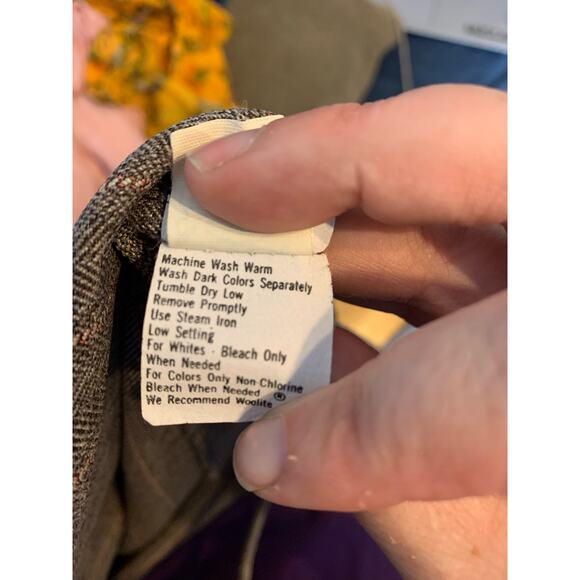 Machine Wash Warm
Wash Dark Colors Separately
Tumble Dry Low
Remove Promptly
Use Steam Iron
Low Setting
For Whites - Bleach Only
When Needed
For Colors Only Non-Chlorine
Bleach When Needed
We Recommend Woolite®